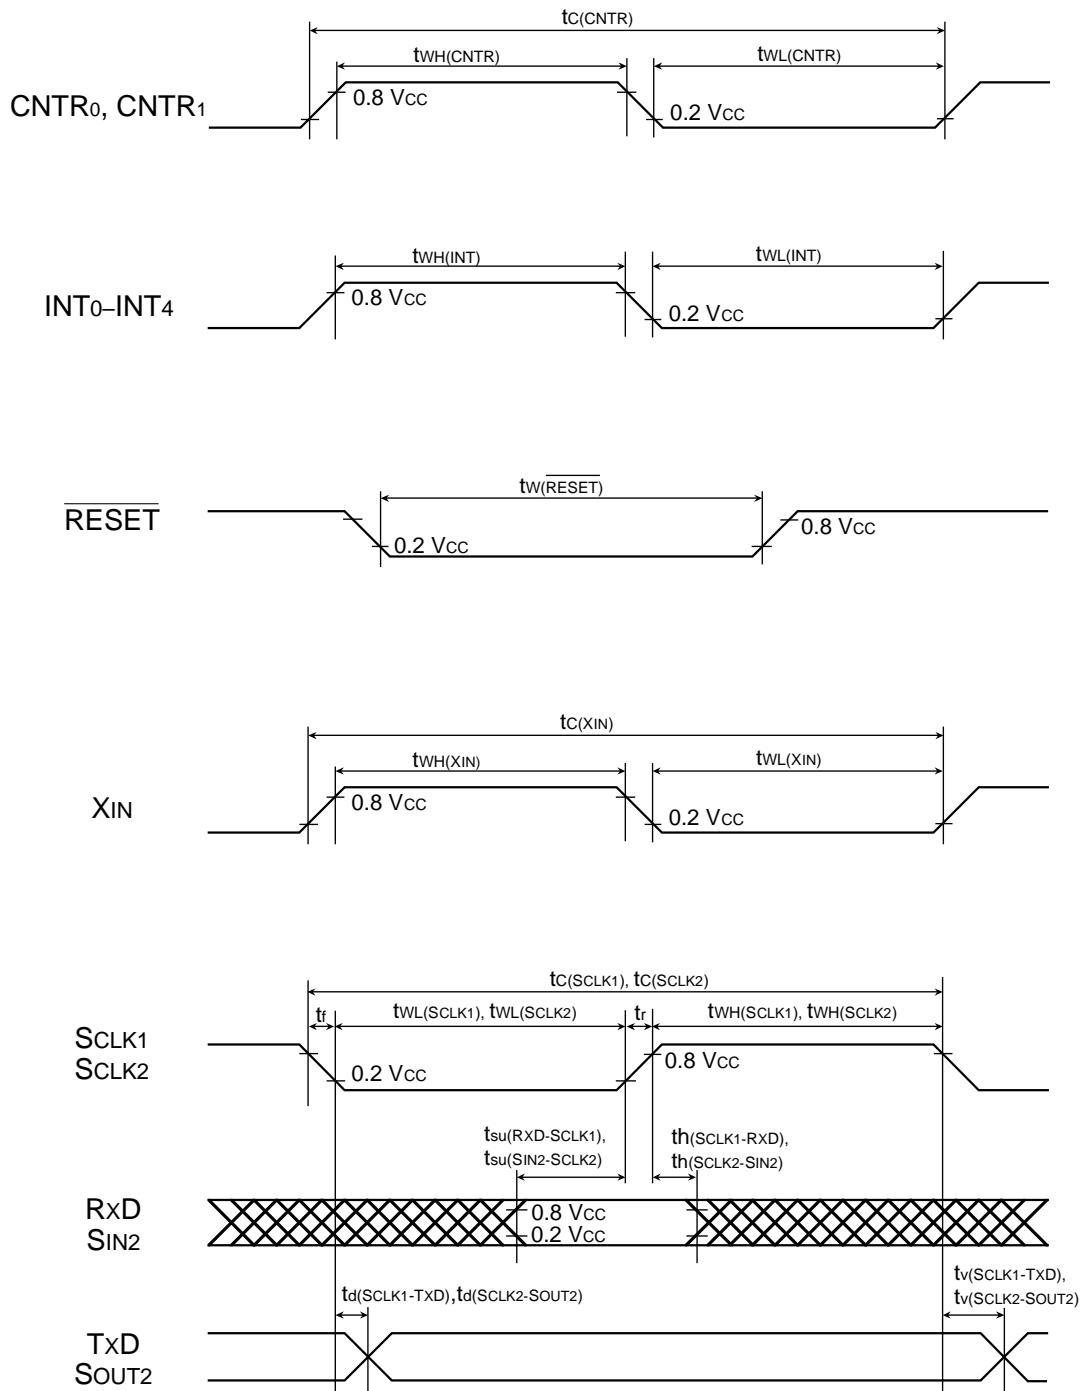 tC(CNTR)
tWH(CNTR) tWL(CNTR)
CNTR0, CNTR1
0.8 VCC
0.2 VCC
tWH(INT) tWL(INT)
INT0–INT4
0.8 VCC
0.2 VCC
tW(RESET)
RESET
0.2 VCC
0.8 VCC
tC(XIN)
tWH(XIN) tWL(XIN)
XIN
0.8 VCC
0.2 VCC
tC(SCLK1), tC(SCLK2)
tf tWL(SCLK1), tWL(SCLK2) tr tWH(SCLK1), tWH(SCLK2)
SCLK1
SCLK2
0.2 VCC
0.8 VCC
tsu(RXD-SCLK1),
tsu(SIN2-SCLK2)
th(SCLK1-RXD),
th(SCLK2-SIN2)
RXD
SIN2
0.8 VCC
0.2 VCC
td(SCLK1-TXD),td(SCLK2-SOUT2)
tv(SCLK1-TXD),
tv(SCLK2-SOUT2)
TXD
SOUT2